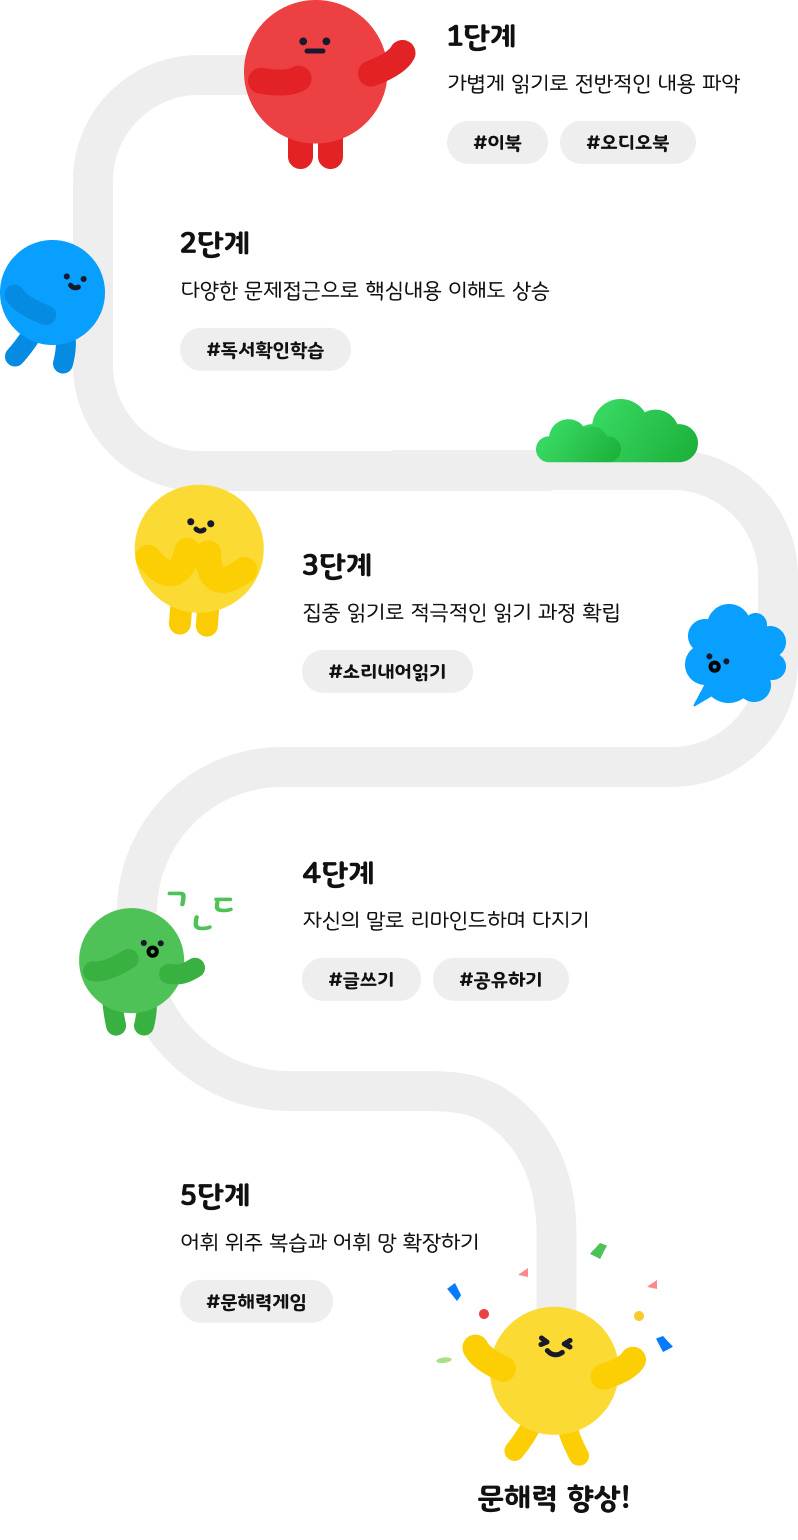 1단계
가볍게 읽기로 전반적인 내용 파악
#이북 #오디오북
2단계
다양한 문제접근으로 핵심내용 이해도 상승
#독서확인학습
3단계
집중 읽기로 적극적인 읽기 과정 확립
#소리내어읽기
4단계
자신의 말로 리마인드하며 다지기
ㄱㄴㄷ
#글쓰기 #공유하기
5단계
어휘 위주 복습과 어휘 망 확장하기
#문해력게임
문해력 향상!